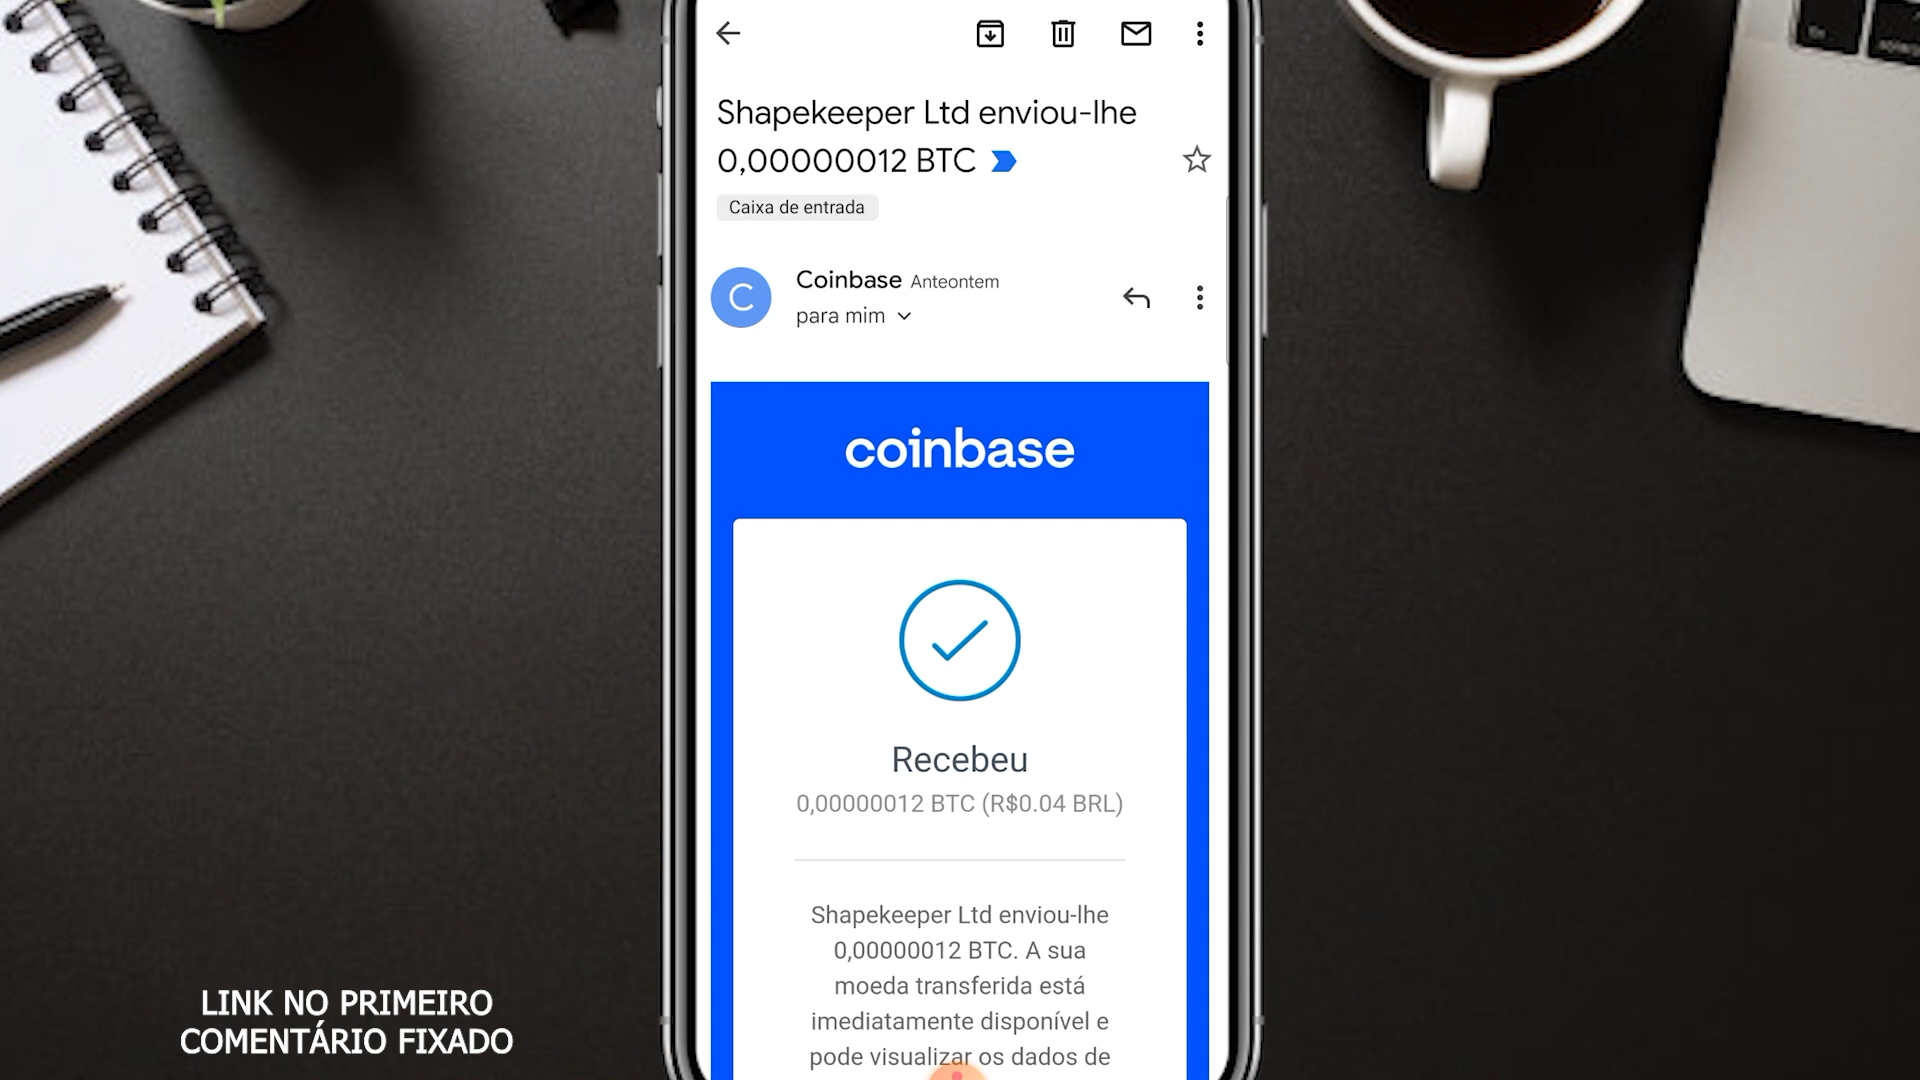 Shapekeeper Ltd enviou-lhe
0,00000012 BTC
Caixa de entrada
C
Coinbase Anteontem
para mim
coinbase
Recebeu
0,00000012 BTC (R$0.04 BRL)
Shapekeeper Ltd enviou-lhe
0,00000012 BTC. A sua
moeda transferida está
imediatamente disponível e
pode visualizar os dados de
LINK NO PRIMEIRO
COMENTÁRIO FIXADO